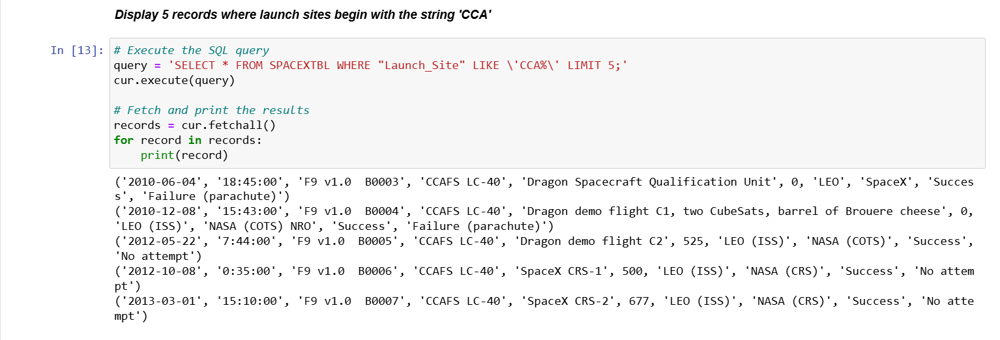 Display 5 records where launch sites begin with the string 'CCA'
In [13]: # Execute the SQL query
query = 'SELECT * FROM SPACEXTBL WHERE "Launch_Site" LIKE \'CCA%\' LIMIT 5;'
cur.execute(query)
# Fetch and print the results
records = cur.fetchall()
for record in records:
    print(record)
('2010-06-04', '18:45:00', 'F9 v1.0  B0003', 'CCAFS LC-40', 'Dragon Spacecraft Qualification Unit', 0, 'LEO', 'SpaceX', 'Succes
s', 'Failure (parachute)')
('2010-12-08', '15:43:00', 'F9 v1.0  B0004', 'CCAFS LC-40', 'Dragon demo flight C1, two CubeSats, barrel of Brouere cheese', 0,
'LEO (ISS)', 'NASA (COTS) NRO', 'Success', 'Failure (parachute)')
('2012-05-22', '7:44:00', 'F9 v1.0  B0005', 'CCAFS LC-40', 'Dragon demo flight C2', 525, 'LEO (ISS)', 'NASA (COTS)', 'Success',
'No attempt')
('2012-10-08', '0:35:00', 'F9 v1.0  B0006', 'CCAFS LC-40', 'SpaceX CRS-1', 500, 'LEO (ISS)', 'NASA (CRS)', 'Success', 'No attem
pt')
('2013-03-01', '15:10:00', 'F9 v1.0  B0007', 'CCAFS LC-40', 'SpaceX CRS-2', 677, 'LEO (ISS)', 'NASA (CRS)', 'Success', 'No atte
mpt')